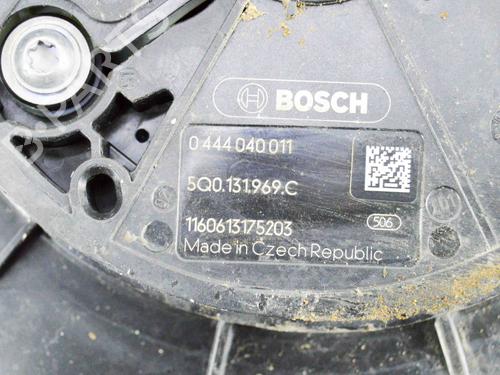 BOSCH
0 444 040 011
5Q0.131.969.C
1160613175203
506
Made in Czech Republic